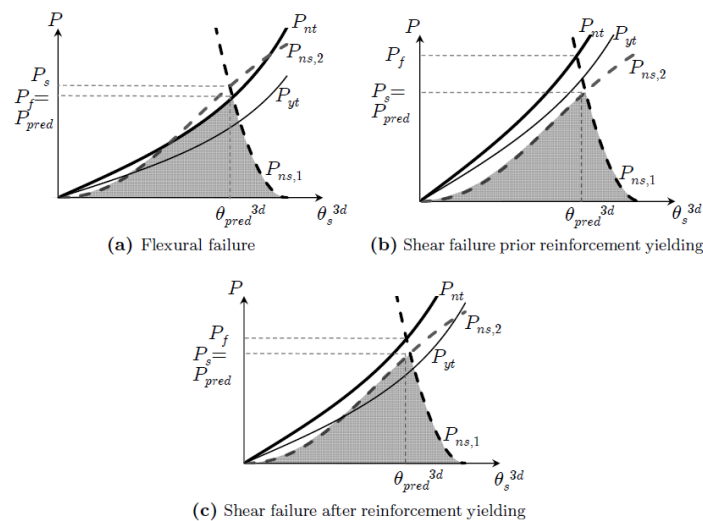 P
P_nt
P_ns,2
P_s
P_f=
P_pred
P_yt
P_ns,1
θ_pred^3d
θ_s^3d
(a) Flexural failure
P
P_nt
P_yt
P_f
P_ns,2
P_s=
P_pred
P_ns,1
θ_pred^3d
θ_s^3d
(b) Shear failure prior reinforcement yielding
P
P_nt
P_ns,2
P_f
P_s=
P_pred
P_yt
P_ns,1
θ_pred^3d
θ_s^3d
(c) Shear failure after reinforcement yielding